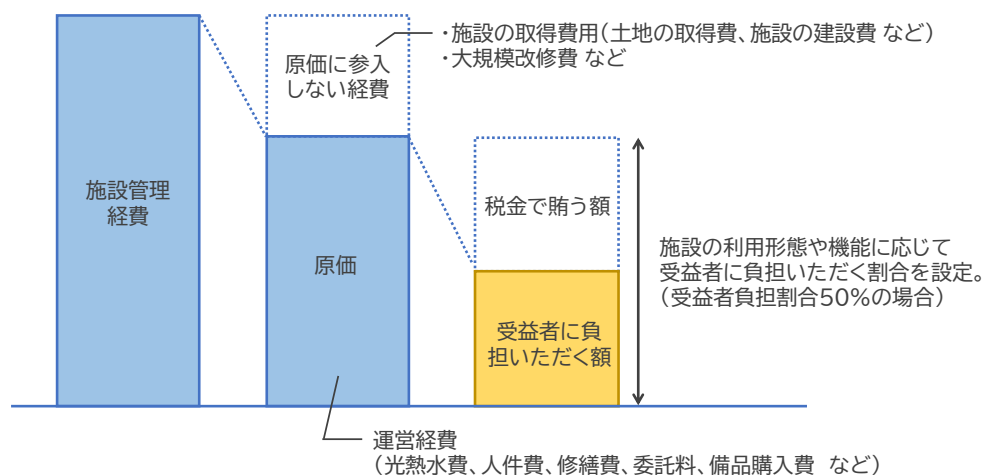 ・施設の取得費用（土地の取得費、施設の建設費 など）
・大規模改修費 など
原価に参入
しない経費
施設管理
経費
原価
税金で賄う額
受益者に負
担いただく額
施設の利用形態や機能に応じて
受益者に負担いただく割合を設定。
（受益者負担割合50%の場合）
運営経費
（光熱水費、人件費、修繕費、委託料、備品購入費 など）